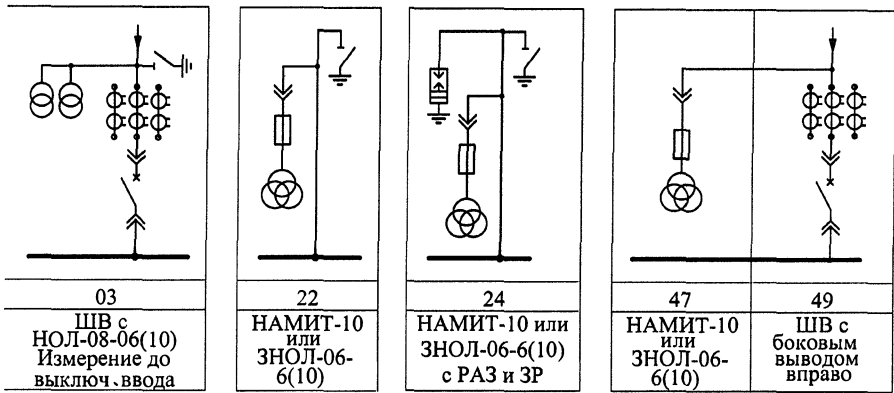 03
ШВ с
НОЛ-08-06(10)
Измерение до
выключ.ввода
22
НАМИТ-10
или
ЗНОЛ-06-
6(10)
24
НАМИТ-10 или
ЗНОЛ-06-6(10)
с РАЗ и ЗР
47
НАМИТ-10
или
ЗНОЛ-06-
6(10)
49
ШВ с
боковым
выводом
вправо